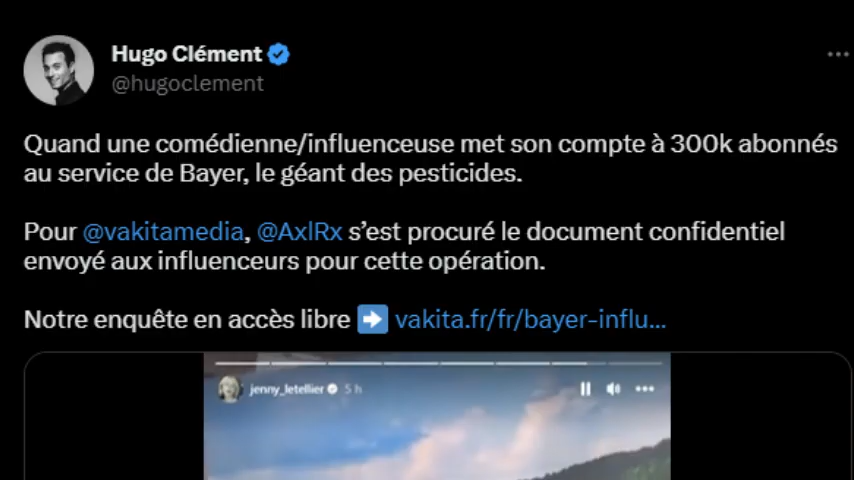 Hugo Clément
@hugoclement
Quand une comédienne/influenceuse met son compte à 300k abonnés
au service de Bayer, le géant des pesticides.
Pour @vakitamedia, @AxlRx s’est procuré le document confidentiel
envoyé aux influenceurs pour cette opération.
Notre enquête en accès libre ➡️ vakita.fr/fr/bayer-influ…
jenny_letellier 5 h